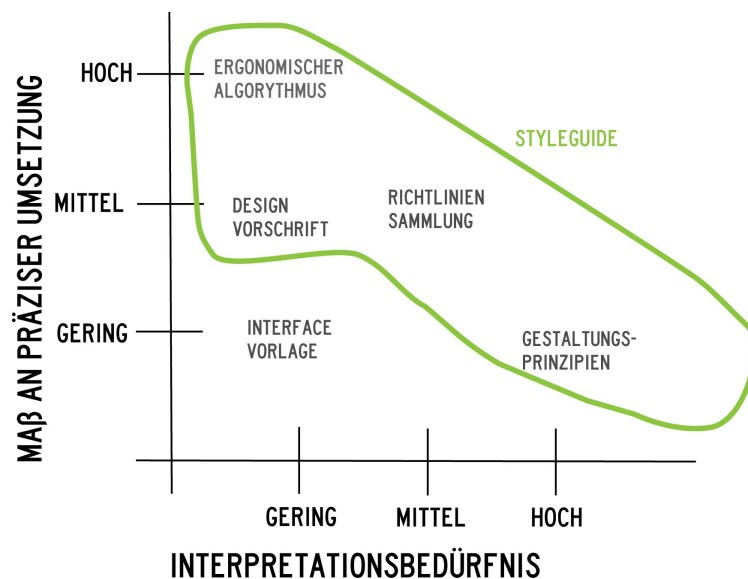 HOCH
ERGONOMISCHER
ALGORYTHMUS
STYLEGUIDE
MITTEL
DESIGN
VORSCHRIFT
RICHTLINIEN
SAMMLUNG
GERING
INTERFACE
VORLAGE
GESTALTUNGS-
PRINZIPIEN
MAß AN PRÄZISER UMSETZUNG
GERING
MITTEL
HOCH
INTERPRETATIONSBEDÜRFNIS